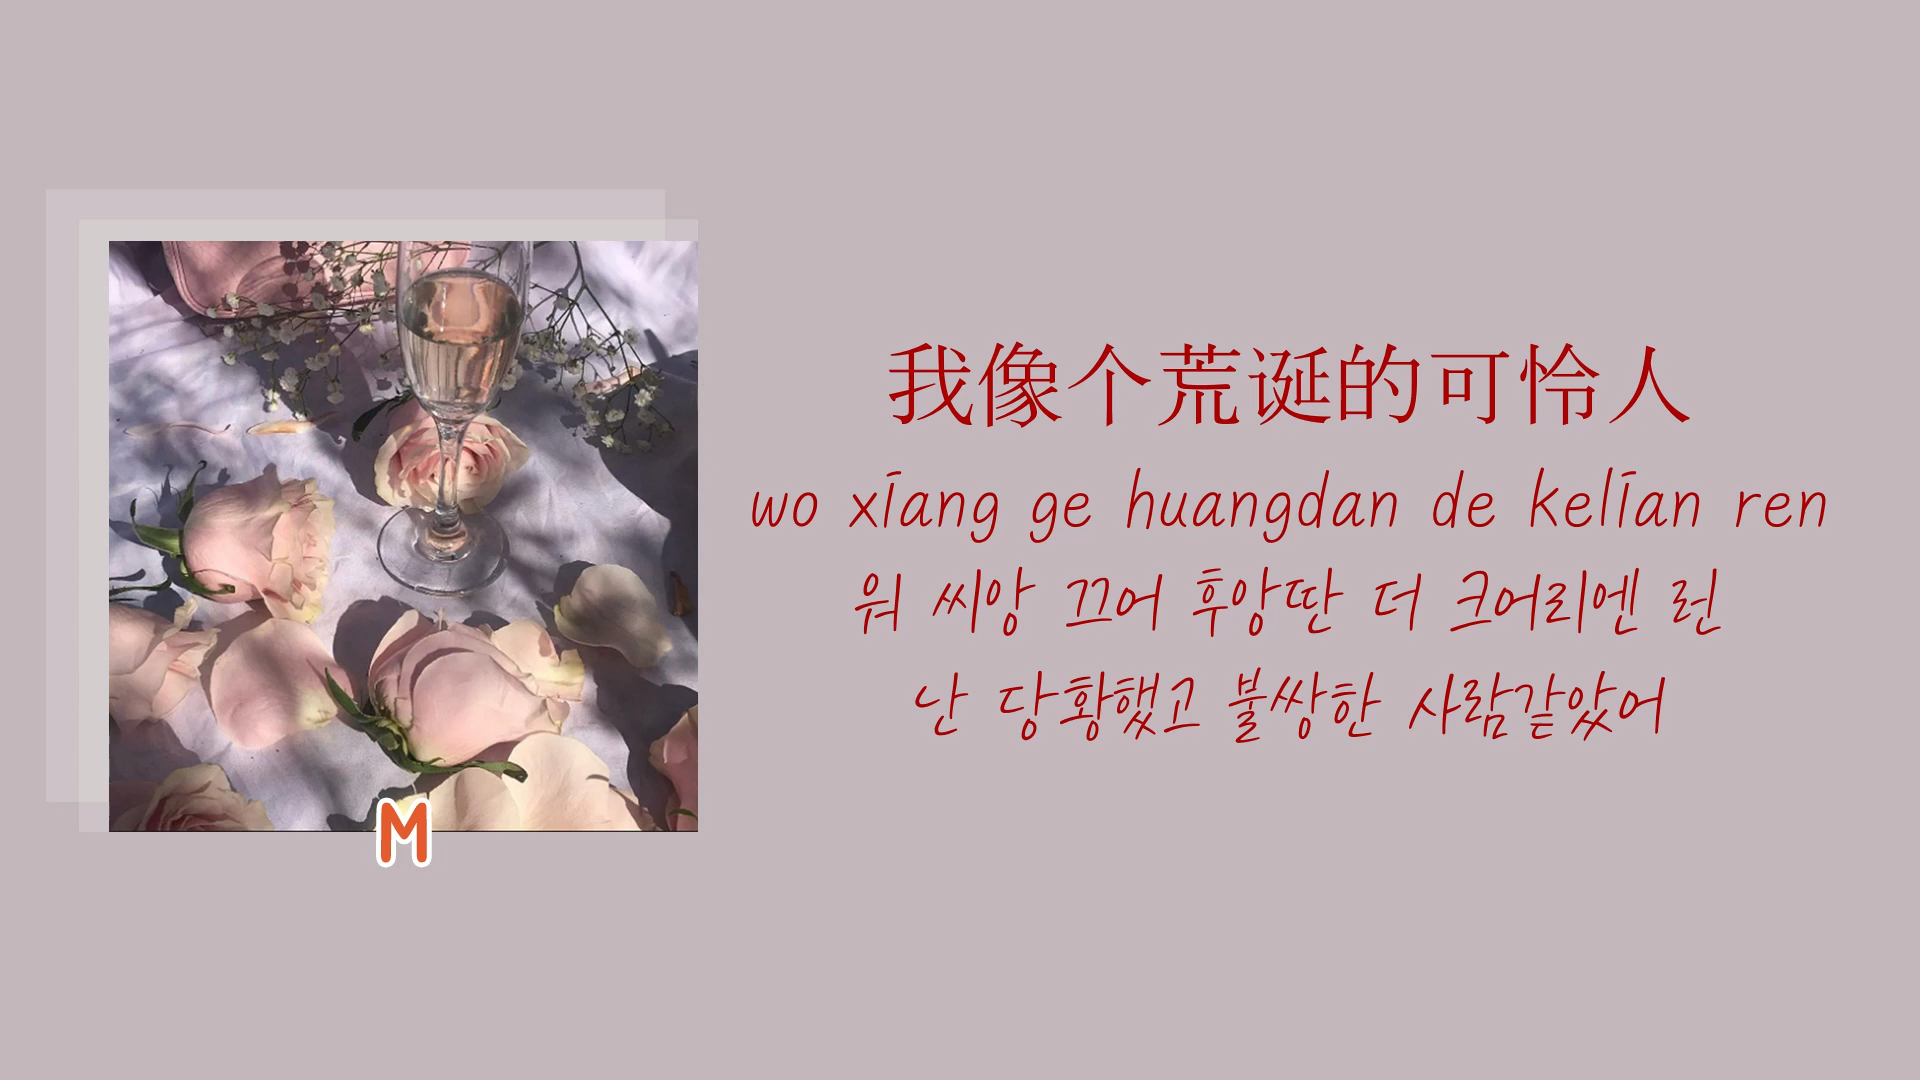 我像个荒诞的可怜人
wo xiang ge huangdan de kelian ren
워 씨앙 끄어 후앙딴 더 크어리엔 런
난 당황했고 불쌍한 사람같았어
M